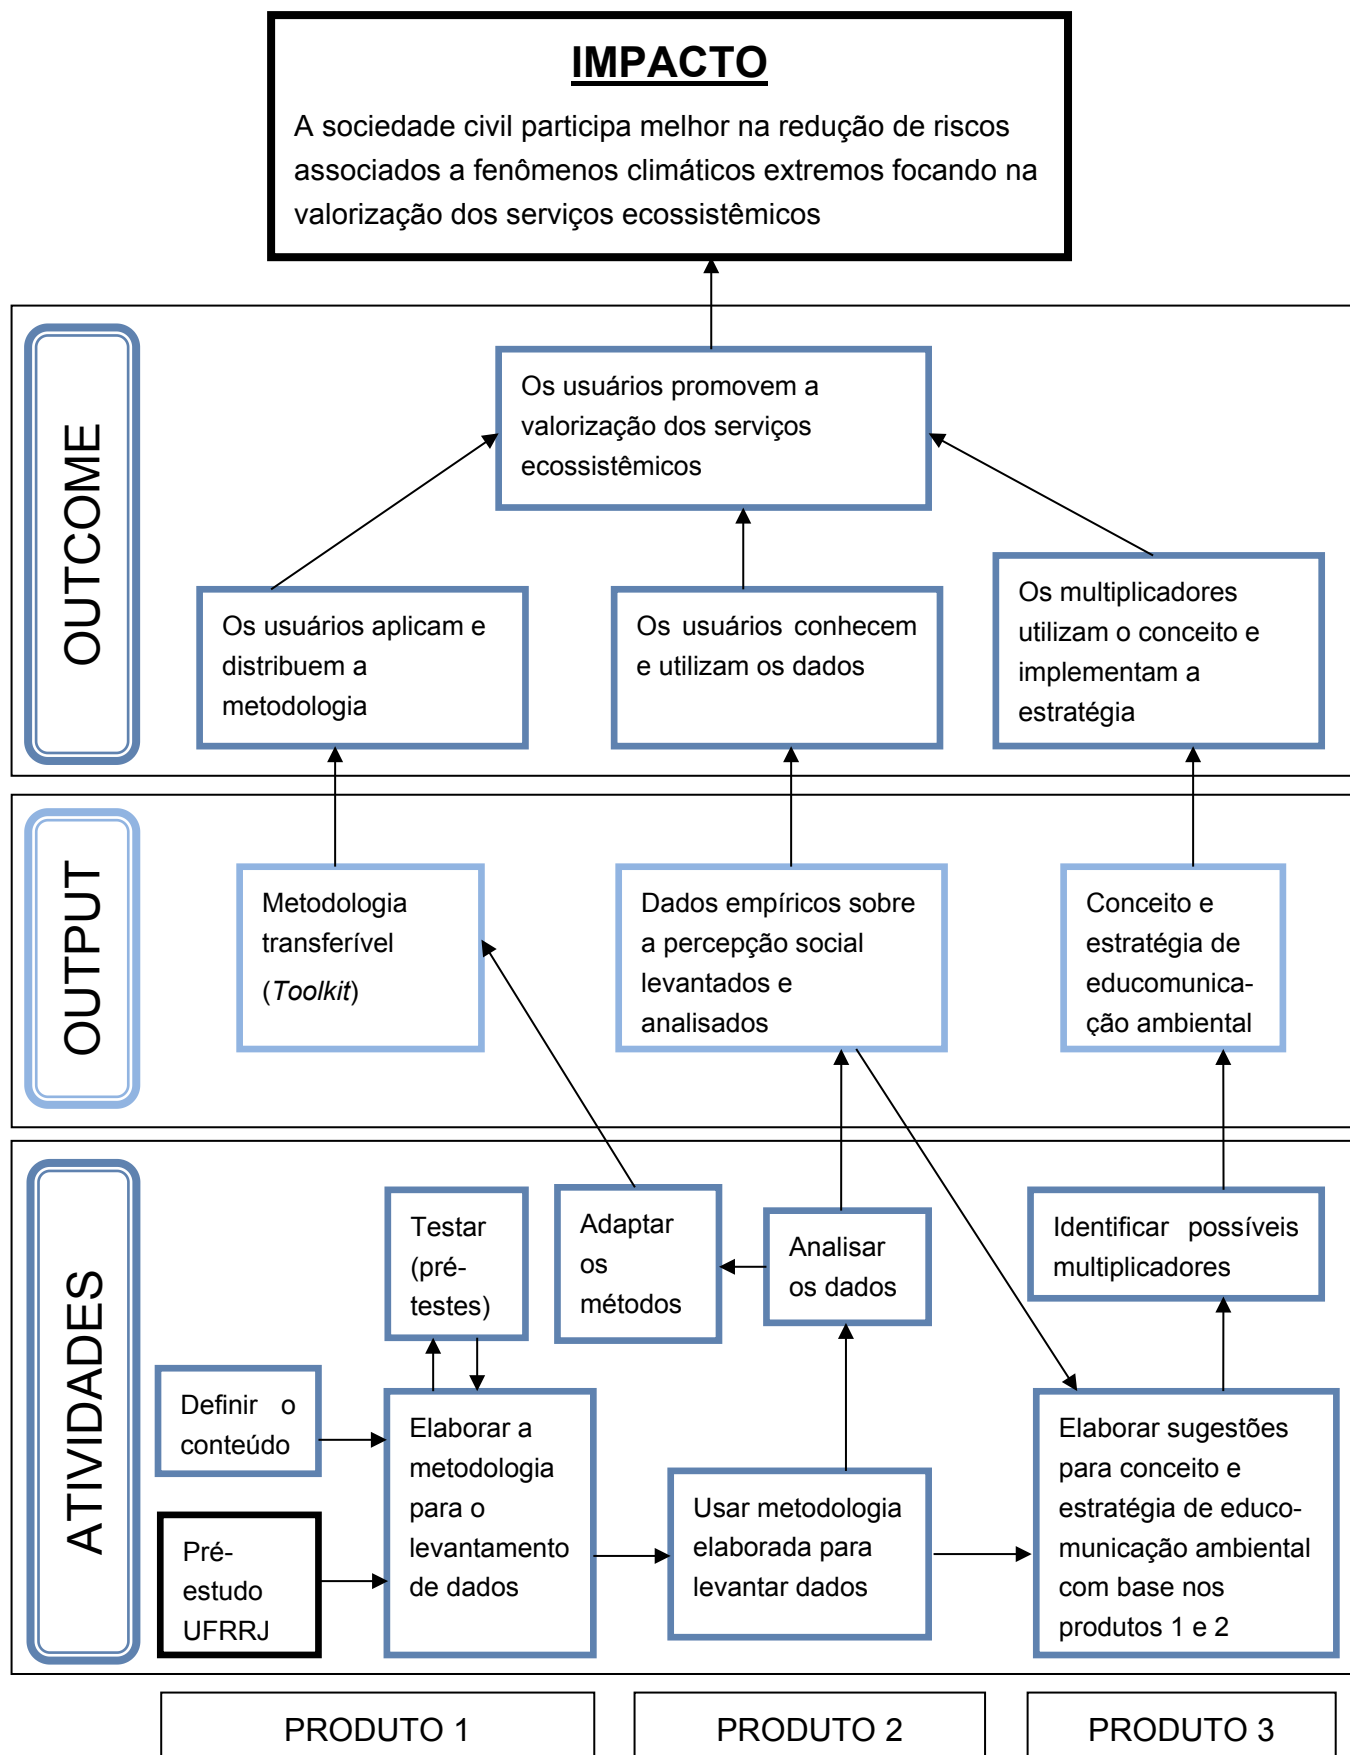 IMPACTO
A sociedade civil participa melhor na redução de riscos
associados a fenômenos climáticos extremos focando na
valorização dos serviços ecossistêmicos
OUTCOME
Os usuários promovem a
valorização dos serviços
ecossistêmicos
Os usuários aplicam e
distribuem a
metodologia
Os usuários conhecem
e utilizam os dados
Os multiplicadores
utilizam o conceito e
implementam a
estratégia
OUTPUT
Metodologia
transferível
(Toolkit)
Dados empíricos sobre
a percepção social
levantados e
analisados
Conceito e
estratégia de
educomunica-
ção ambiental
ATIVIDADES
Testar
(pré-
testes)
Adaptar
os
métodos
Analisar
os dados
Identificar possíveis
multiplicadores
Definir o
conteúdo
Pré-
estudo
UFRRJ
Elaborar a
metodologia
para o
levantamento
de dados
Usar metodologia
elaborada para
levantar dados
Elaborar sugestões
para conceito e
estratégia de educo-
municação ambiental
com base nos
produtos 1 e 2
PRODUTO 1
PRODUTO 2
PRODUTO 3